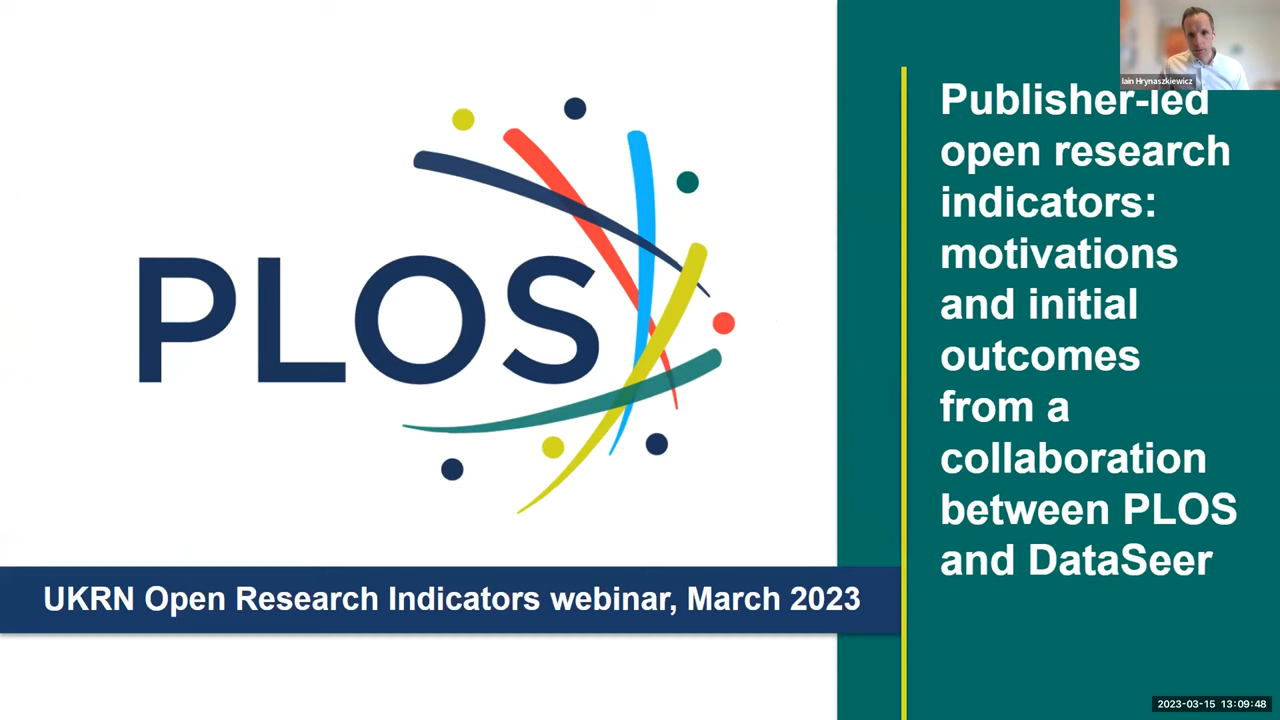 Iain Hrynaszkiewicz
Publisher-led
open research
indicators:
motivations
and initial
outcomes
from a
collaboration
between PLOS
and DataSeer
PLOS
UKRN Open Research Indicators webinar, March 2023
2023-03-15 13:09:48